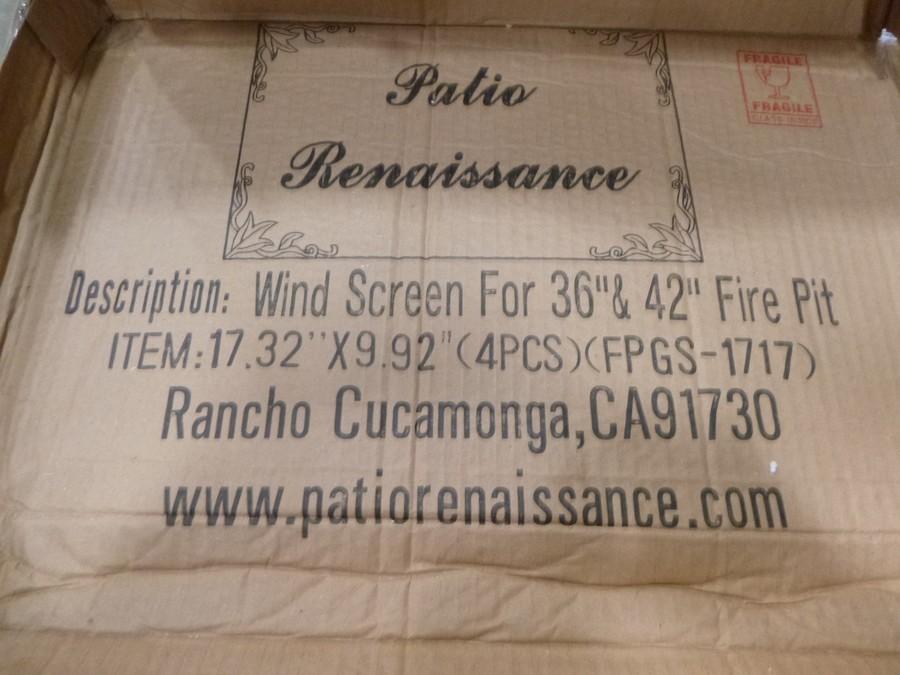 Patio
Renaissance
FRAGILE
FRAGILE
Description: Wind Screen For 36"& 42" Fire Pit
ITEM:17.32''X9.92"(4PCS)(FPGS-1717)
Rancho Cucamonga,CA91730
www.patiorenaissance.com